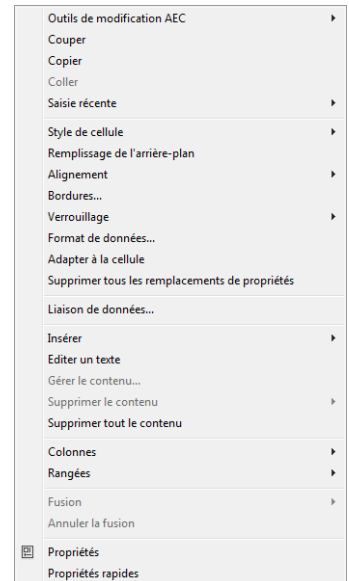 Outils de modification AEC
Couper
Copier
Coller
Saisie récente
Style de cellule
Remplissage de l'arrière-plan
Alignement
Bordures...
Verrouillage
Format de données...
Adapter à la cellule
Supprimer tous les remplacements de propriétés
Liaison de données...
Insérer
Editer un texte
Gérer le contenu...
Supprimer le contenu
Supprimer tout le contenu
Colonnes
Rangées
Fusion
Annuler la fusion
Propriétés
Propriétés rapides